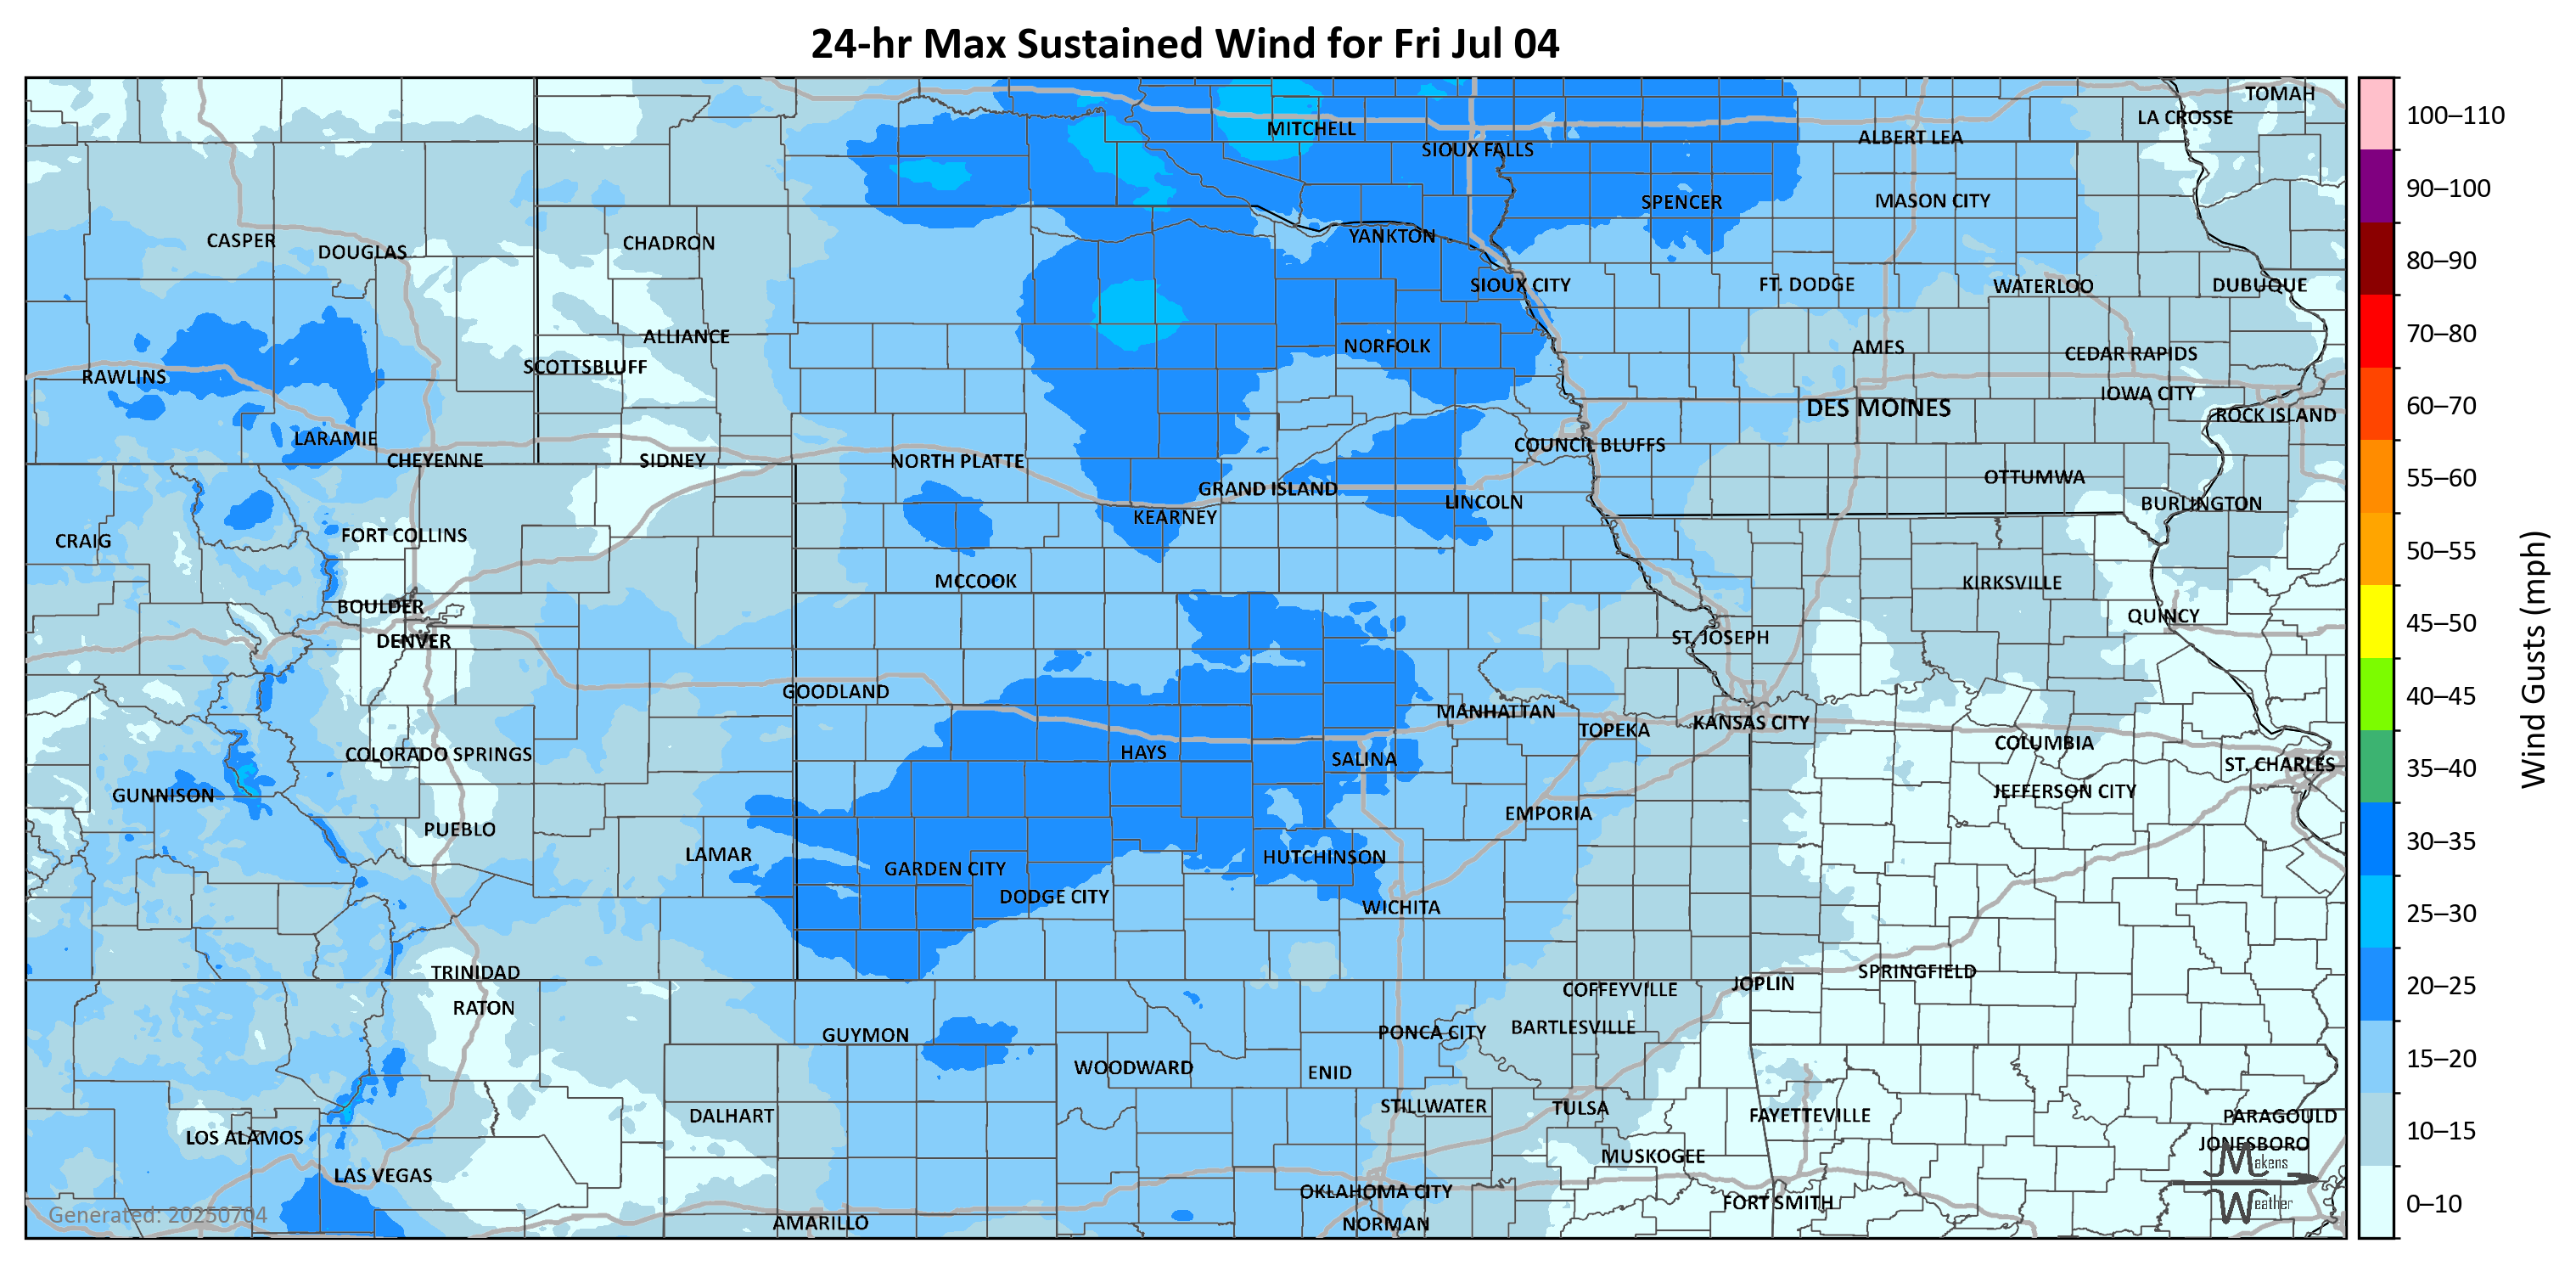 24-hr Max Sustained Wind for Fri Jul 04
TOMAH
LA CROSSE
MITCHELL
ALBERT LEA
SIOUX FALLS
SPENCER
MASON CITY
CASPER
DOUGLAS
CHADRON
YANKTON
SIOUX CITY
FT. DODGE
WATERLOO
DUBUQUE
ALLIANCE
NORFOLK
AMES
CEDAR RAPIDS
SCOTTSBLUFF
RAWLINS
IOWA CITY
DES MOINES
ROCK ISLAND
LARAMIE
COUNCIL BLUFFS
CHEYENNE
SIDNEY
NORTH PLATTE
OTTUMWA
GRAND ISLAND
LINCOLN
BURLINGTON
KEARNEY
CRAIG
FORT COLLINS
MCCOOK
KIRKSVILLE
BOULDER
QUINCY
DENVER
ST. JOSEPH
GOODLAND
MANHATTAN
TOPEKA
KANSAS CITY
COLORADO SPRINGS
HAYS
SALINA
COLUMBIA
ST. CHARLES
GUNNISON
JEFFERSON CITY
EMPORIA
PUEBLO
LAMAR
GARDEN CITY
HUTCHINSON
DODGE CITY
WICHITA
TRINIDAD
SPRINGFIELD
JOPLIN
COFFEYVILLE
RATON
GUYMON
PONCA CITY
BARTLESVILLE
WOODWARD
ENID
DALHART
STILLWATER
TULSA
FAYETTEVILLE
PARAGOULD
LOS ALAMOS
JONESBORO
MUSKOGEE
LAS VEGAS
OKLAHOMA CITY
FORT SMITH
AMARILLO
NORMAN
Generated: 20250704
Makens
Weather
100–110
90–100
80–90
70–80
60–70
55–60
50–55
45–50
40–45
35–40
30–35
25–30
20–25
15–20
10–15
0–10
Wind Gusts (mph)